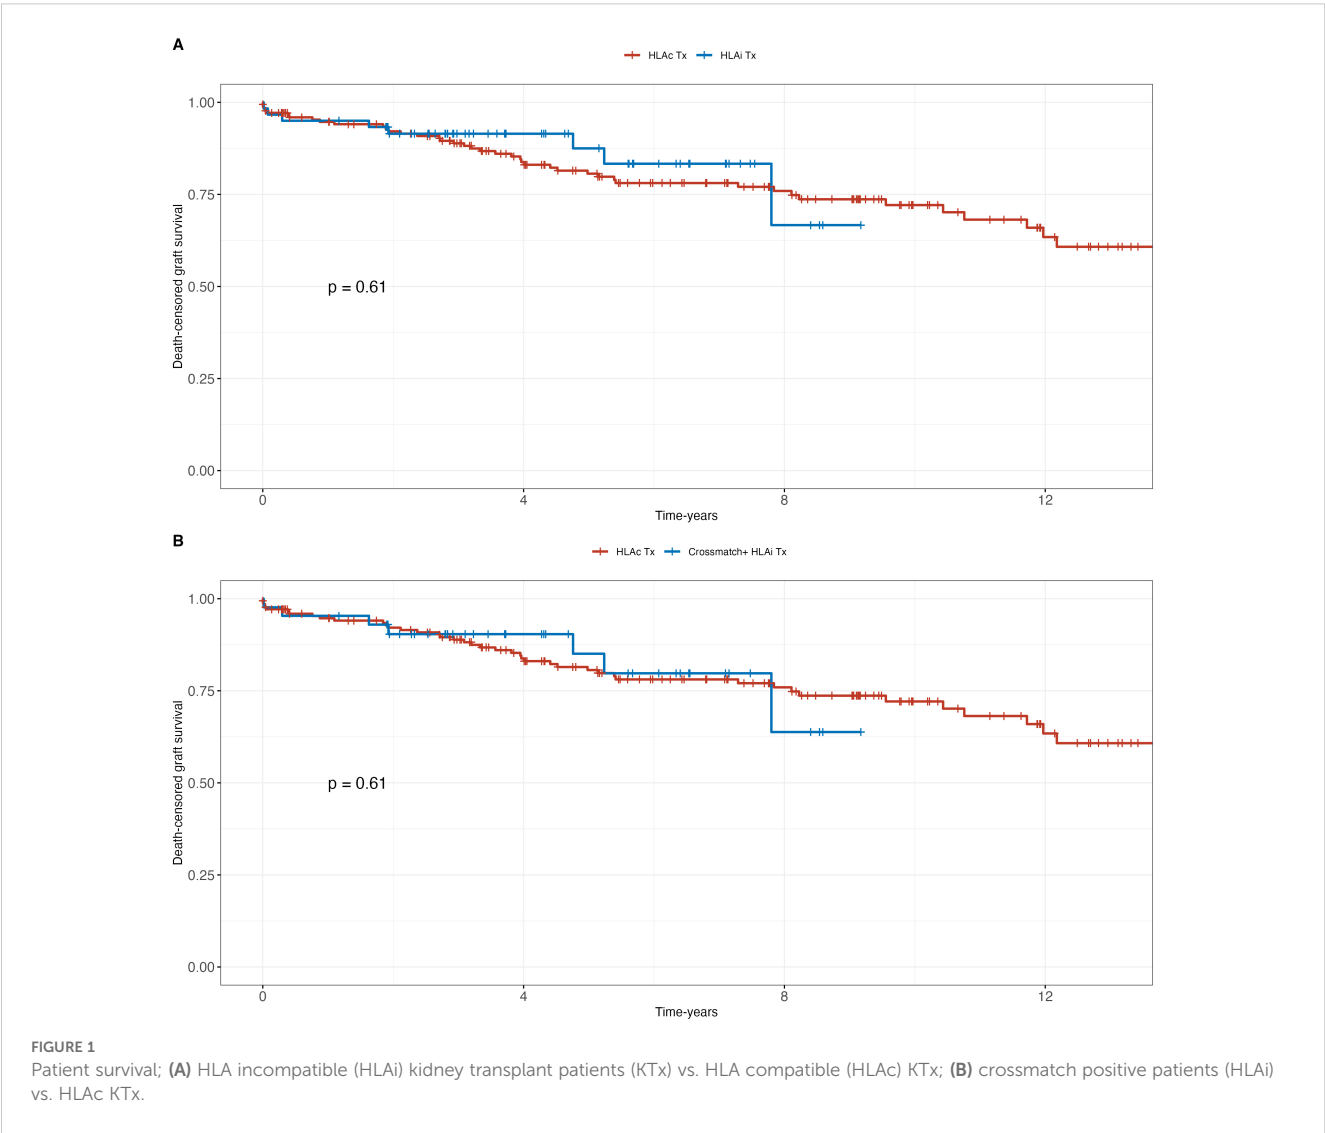 A
HLAc Tx HLAi Tx
1.00
0.75
0.50
0.25
0.00
Death-censored graft survival
p = 0.61
0 4 8 12
Time-years
B
HLAc Tx Crossmatch+ HLAi Tx
1.00
0.75
0.50
0.25
0.00
Death-censored graft survival
p = 0.61
0 4 8 12
Time-years
FIGURE 1
Patient survival; (A) HLA incompatible (HLAi) kidney transplant patients (KTx) vs. HLA compatible (HLAc) KTx; (B) crossmatch positive patients (HLAi)
vs. HLAc KTx.